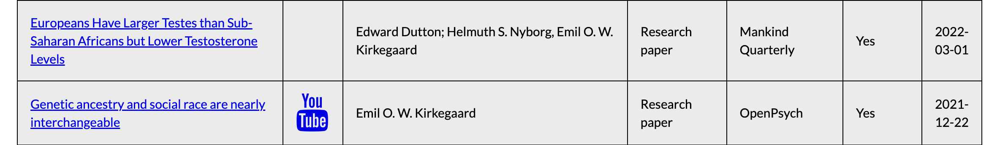 Europeans Have Larger Testes than Sub-
Saharan Africans but Lower Testosterone
Levels
Edward Dutton; Helmuth S. Nyborg, Emil O. W.
Kirkegaard
Research
paper
Mankind
Quarterly
Yes
2022-
03-01
Genetic ancestry and social race are nearly
interchangeable
You
Tube
Emil O. W. Kirkegaard
Research
paper
OpenPsych
Yes
2021-
12-22